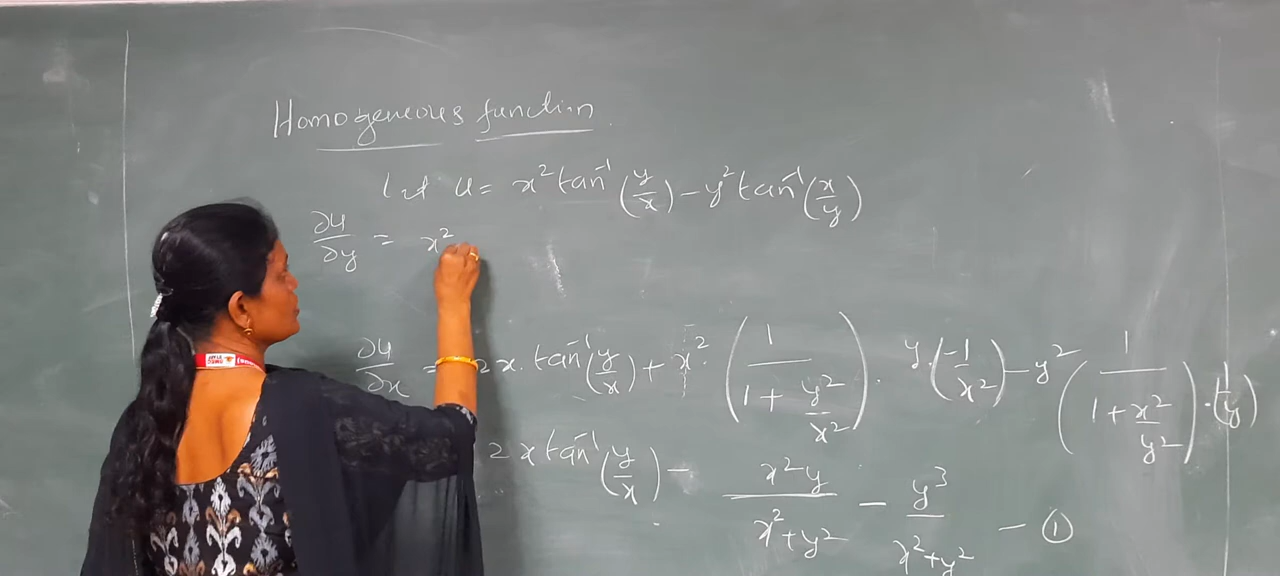 Homogeneous function.
Let u = x² tan⁻¹(y/x) - y² tan⁻¹(x/y)
∂u/∂y = x²
∂u/∂x = 2x. tan⁻¹(y/x) + x². (1/(1 + y²/x²)). y(-1/x²) - y² (1/(1 + x²/y²)) . (1/y)
2x tan⁻¹(y/x) - x²y/(x²+y²) - y³/(x²+y²) - ①